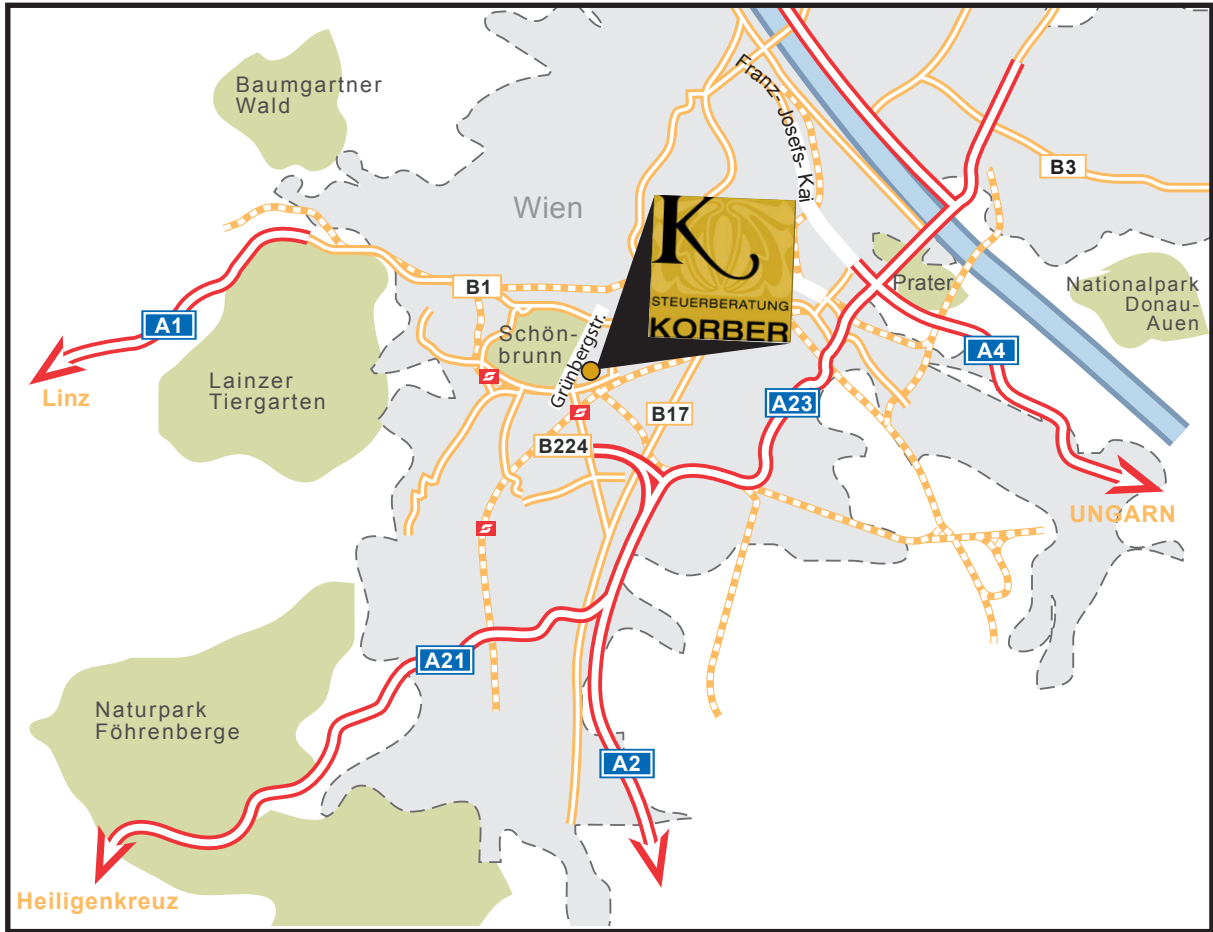 Baumgartner
Wald
Franz- Josefs- Kai
B3
Wien
K
STEUERBERATUNG
KORBER
Prater
Nationalpark
Donau-
Auen
B1
A1
Schön-
brunn
Grünbergstr.
A4
Linz
Lainzer
Tiergarten
A23
B17
B224
UNGARN
A21
Naturpark
Föhrenberge
A2
Heiligenkreuz